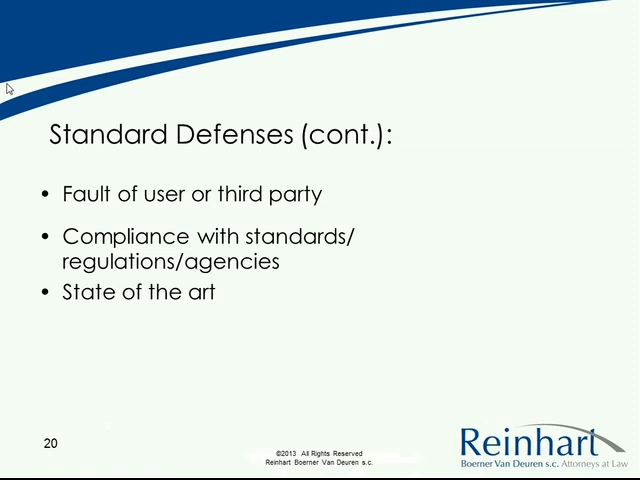 Standard Defenses (cont.):
• Fault of user or third party
• Compliance with standards/
regulations/agencies
• State of the art
20
©2013 All Rights Reserved
Reinhart Boerner Van Deuren s.c.
Reinhart
Boerner Van Deuren s.c. Attorneys at Law